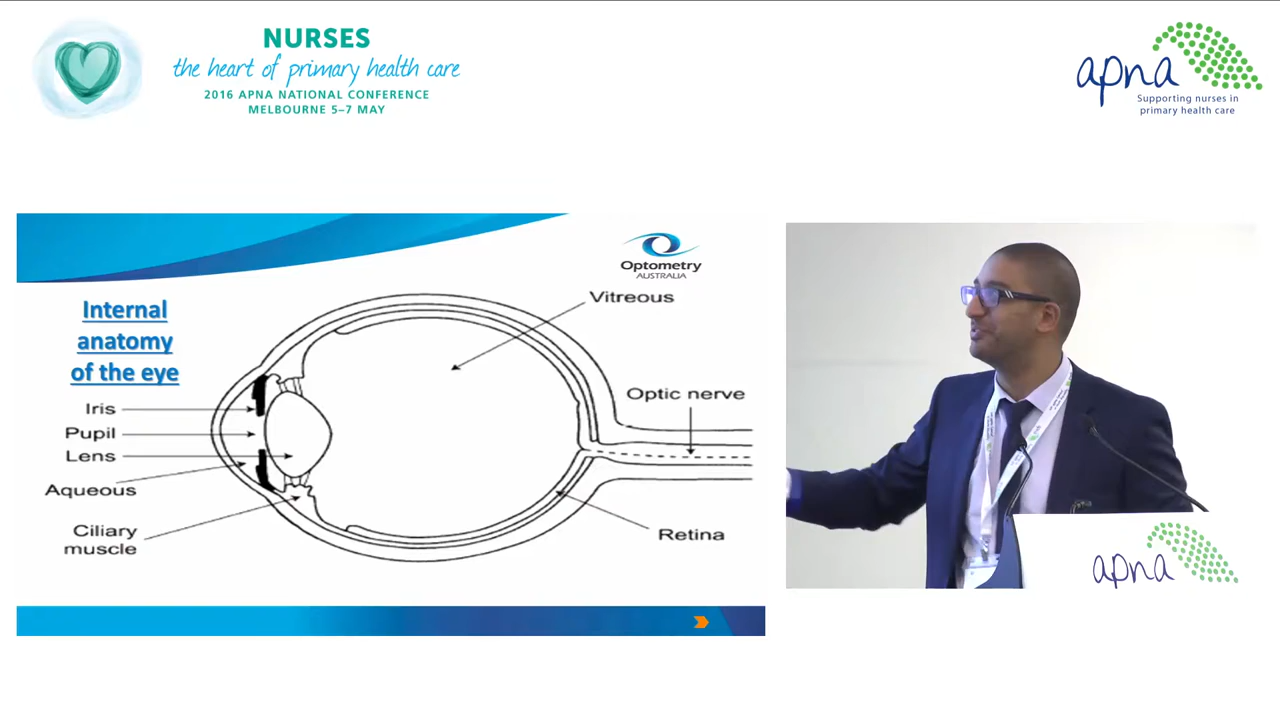 NURSES
the heart of primary health care
2016 APNA NATIONAL CONFERENCE
MELBOURNE 5–7 MAY
apna
Supporting nurses in
primary health care
Optometry
AUSTRALIA
Internal
anatomy
of the eye
Vitreous
Optic nerve
Iris
Pupil
Lens
Aqueous
Ciliary
muscle
Retina
apna